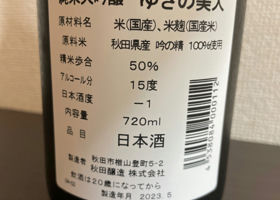 純米大吟醸 ゆきの美人
原材料名 米(国産)、米麹(国産米)
原料米 秋田県産 吟の精 100%使用
精米歩合 50%
アルコール分 15度
日本酒度 −1
内容量 720ml
日本酒
製造者 秋田市楢山登町5-2
秋田醸造 株式会社
飲酒は20歳になってから
製造年月 2023.5
4538084000112